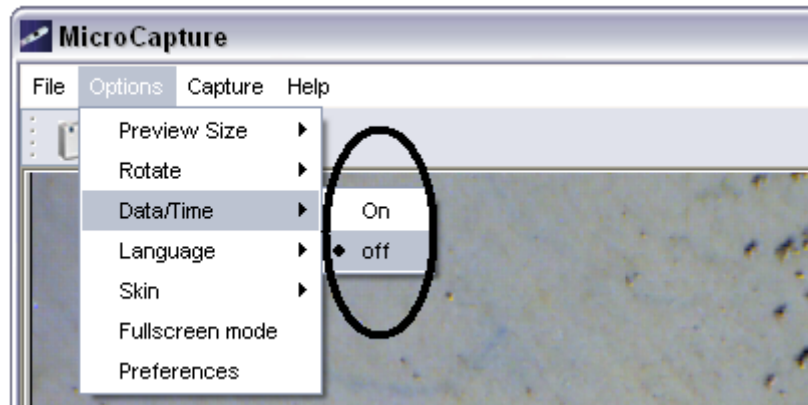 MicroCapture
File Options Capture Help
Preview Size
Rotate
Data/Time
On
Language
off
Skin
Fullscreen mode
Preferences